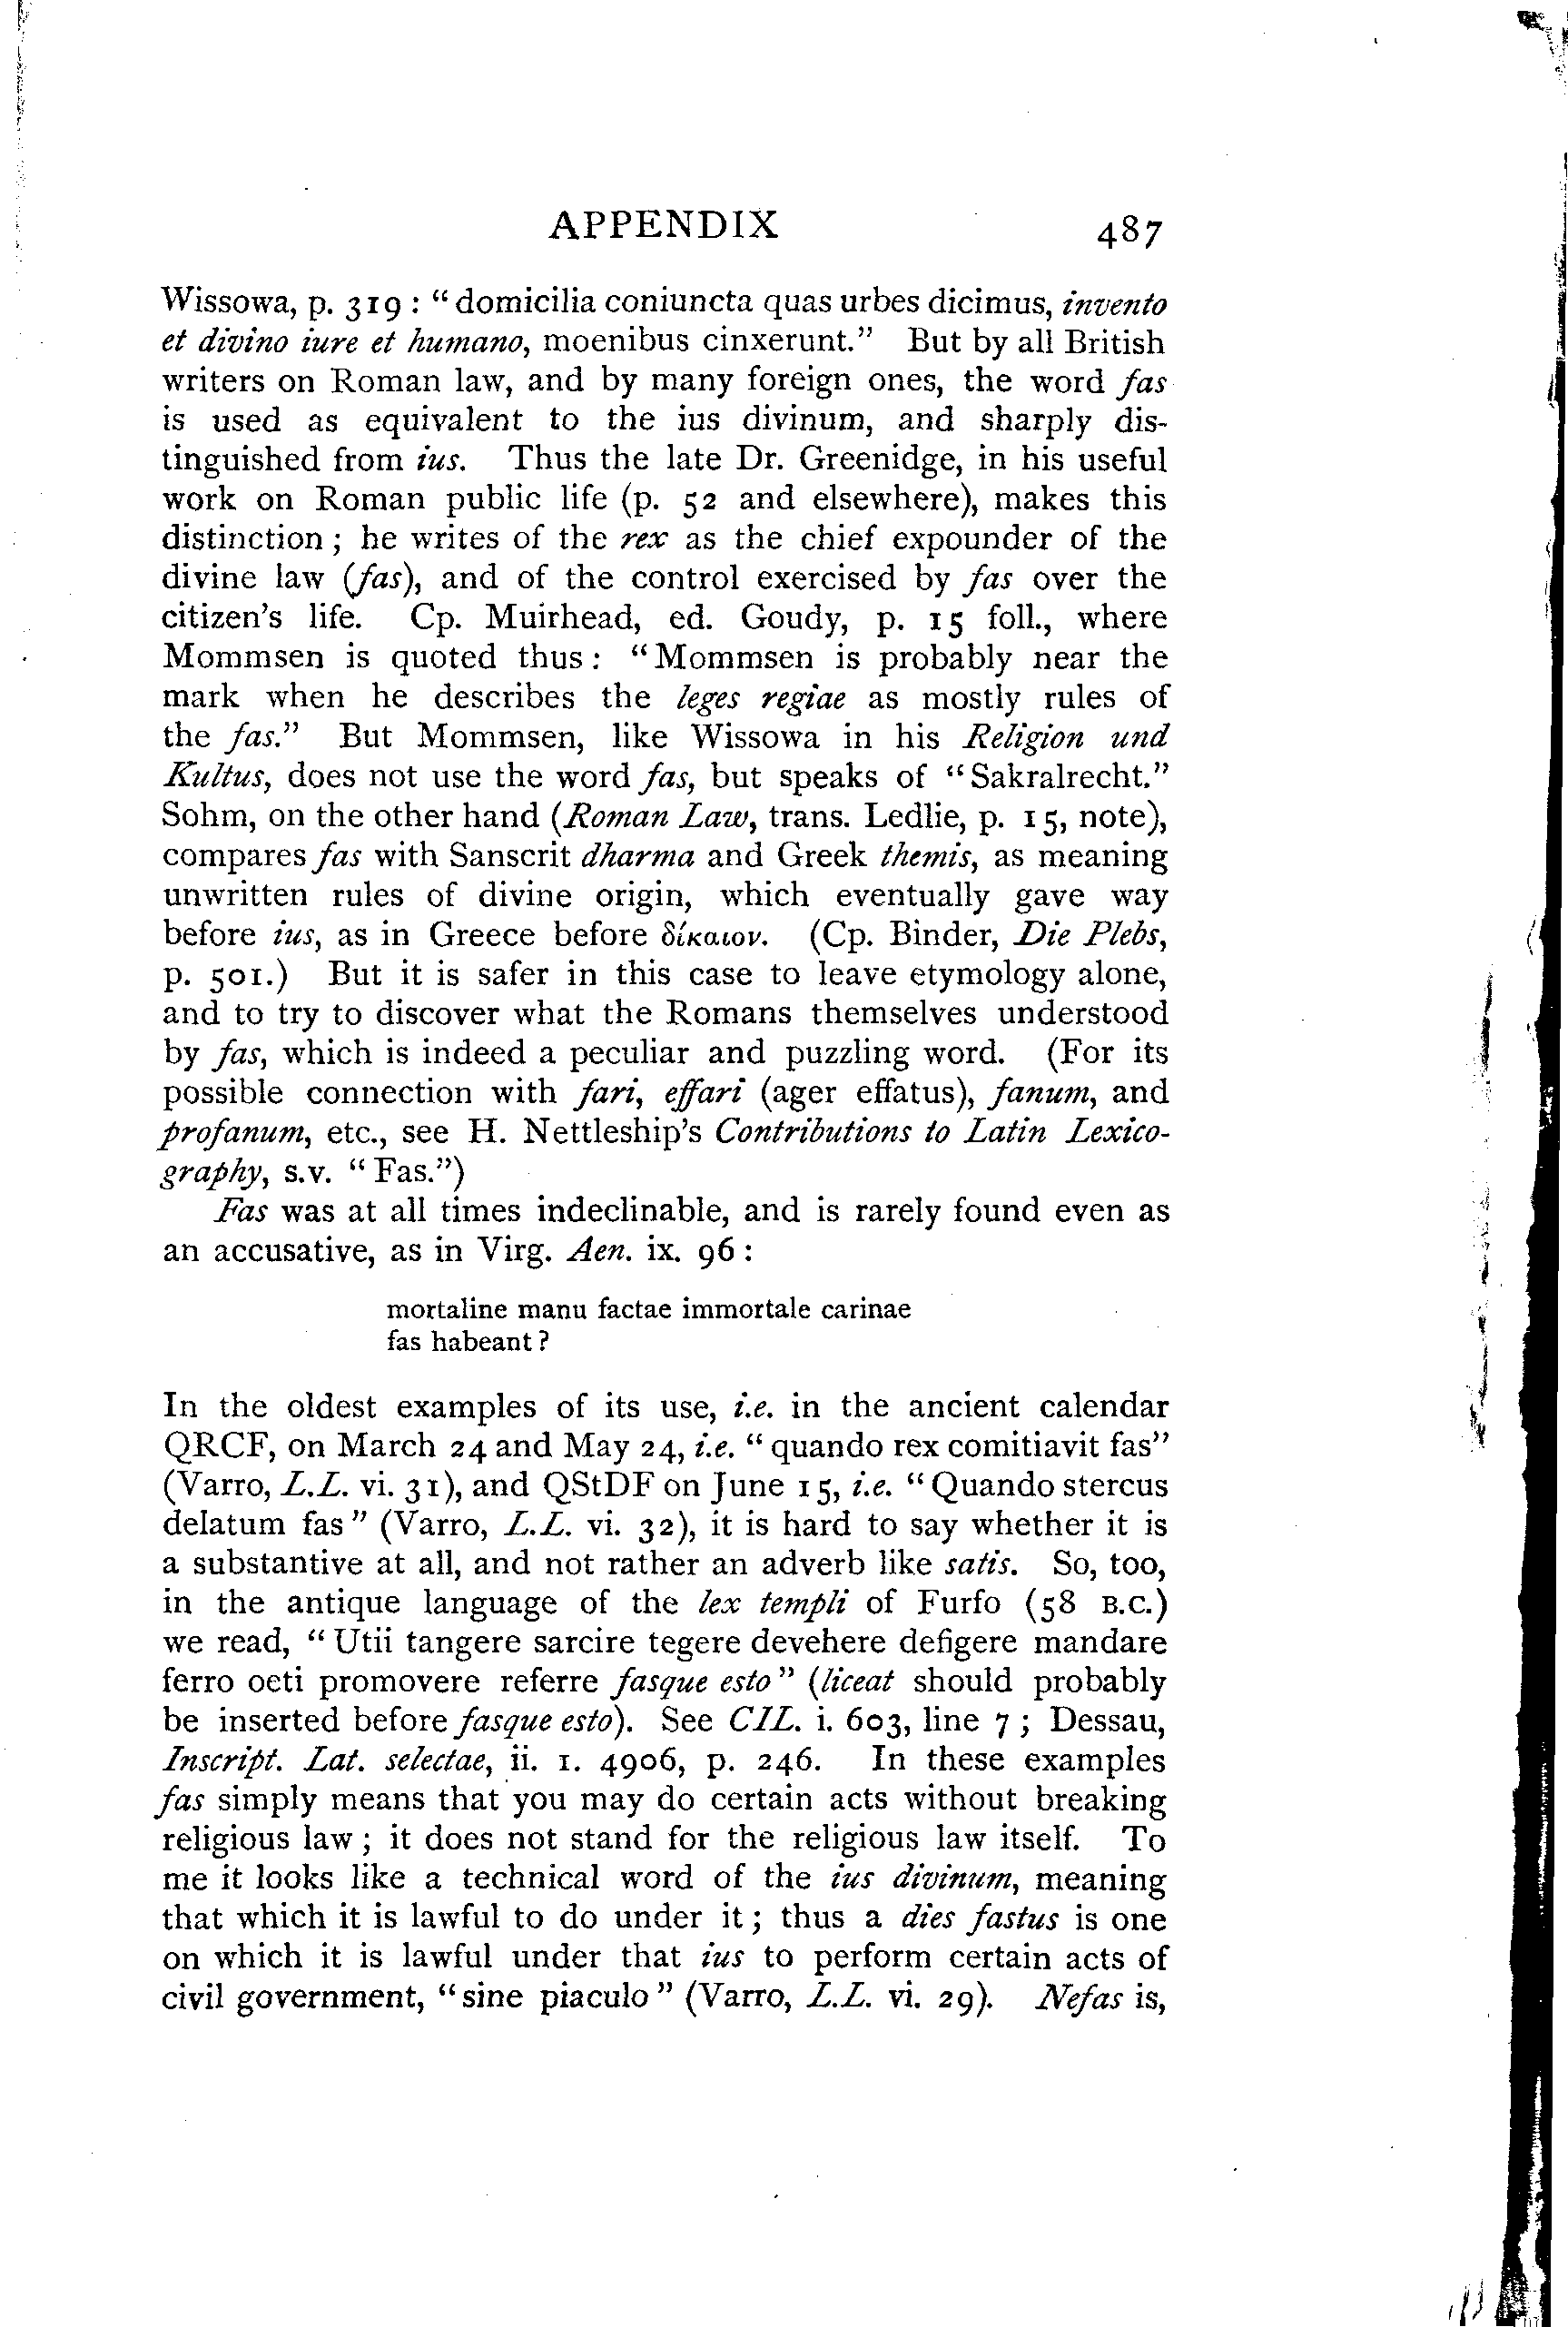 APPENDIX 487
Wissowa, p. 319 : “domicilia coniuncta quas urbes dicimus, invento
et divino iure et humano, moenibus cinxerunt.” But by all British
writers on Roman law, and by many foreign ones, the word fas
is used as equivalent to the ius divinum, and sharply dis-
tinguished from ius. Thus the late Dr. Greenidge, in his useful
work on Roman public life (p. 52 and elsewhere), makes this
distinction ; he writes of the rex as the chief expounder of the
divine law (fas), and of the control exercised by fas over the
citizen's life. Cp. Muirhead, ed. Goudy, p. 15 foll., where
Mommsen is quoted thus : “Mommsen is probably near the
mark when he describes the leges regiae as mostly rules of
the fas.” But Mommsen, like Wissowa in his Religion und
Kultus, does not use the word fas, but speaks of “Sakralrecht.”
Sohm, on the other hand (Roman Law, trans. Ledlie, p. 15, note),
compares fas with Sanscrit dharma and Greek themis, as meaning
unwritten rules of divine origin, which eventually gave way
before ius, as in Greece before δίκαιον. (Cp. Binder, Die Plebs,
p. 501.) But it is safer in this case to leave etymology alone,
and to try to discover what the Romans themselves understood
by fas, which is indeed a peculiar and puzzling word. (For its
possible connection with fari, effari (ager effatus), fanum, and
profanum, etc., see H. Nettleship's Contributions to Latin Lexico-
graphy, s.v. “Fas.”)
Fas was at all times indeclinable, and is rarely found even as
an accusative, as in Virg. Aen. ix. 96 :
mortaline manu factae immortale carinae
fas habeant ?
In the oldest examples of its use, i.e. in the ancient calendar
QRCF, on March 24 and May 24, i.e. “quando rex comitiavit fas”
(Varro, L.L. vi. 31), and QStDF on June 15, i.e. “Quando stercus
delatum fas” (Varro, L.L. vi. 32), it is hard to say whether it is
a substantive at all, and not rather an adverb like satis. So, too,
in the antique language of the lex templi of Furfo (58 B.C.)
we read, “Utii tangere sarcire tegere devehere defigere mandare
ferro oeti promovere referre fasque esto” (liceat should probably
be inserted before fasque esto). See CIL. i. 603, line 7 ; Dessau,
Inscript. Lat. selectae, ii. 1. 4906, p. 246. In these examples
fas simply means that you may do certain acts without breaking
religious law ; it does not stand for the religious law itself. To
me it looks like a technical word of the ius divinum, meaning
that which it is lawful to do under it ; thus a dies fastus is one
on which it is lawful under that ius to perform certain acts of
civil government, “sine piaculo” (Varro, L.L. vi. 29). Nefas is,